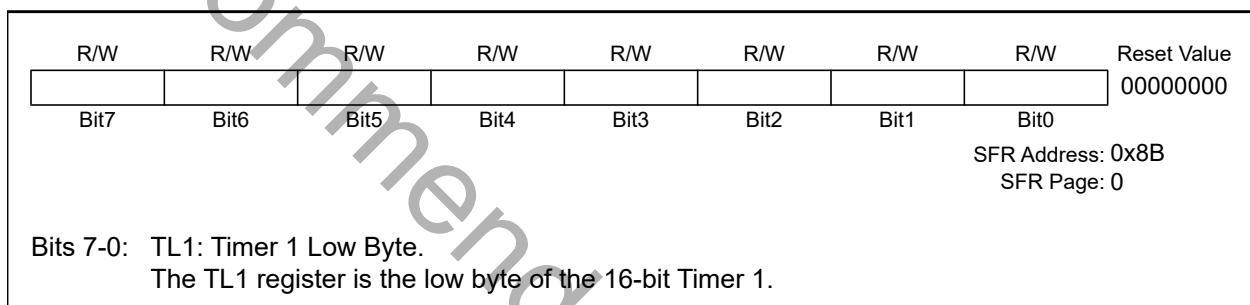 R/W R/W R/W R/W R/W R/W R/W R/W Reset Value
00000000
Bit7 Bit6 Bit5 Bit4 Bit3 Bit2 Bit1 Bit0
SFR Address: 0x8B
SFR Page: 0
Bits 7-0: TL1: Timer 1 Low Byte.
The TL1 register is the low byte of the 16-bit Timer 1.
ommend